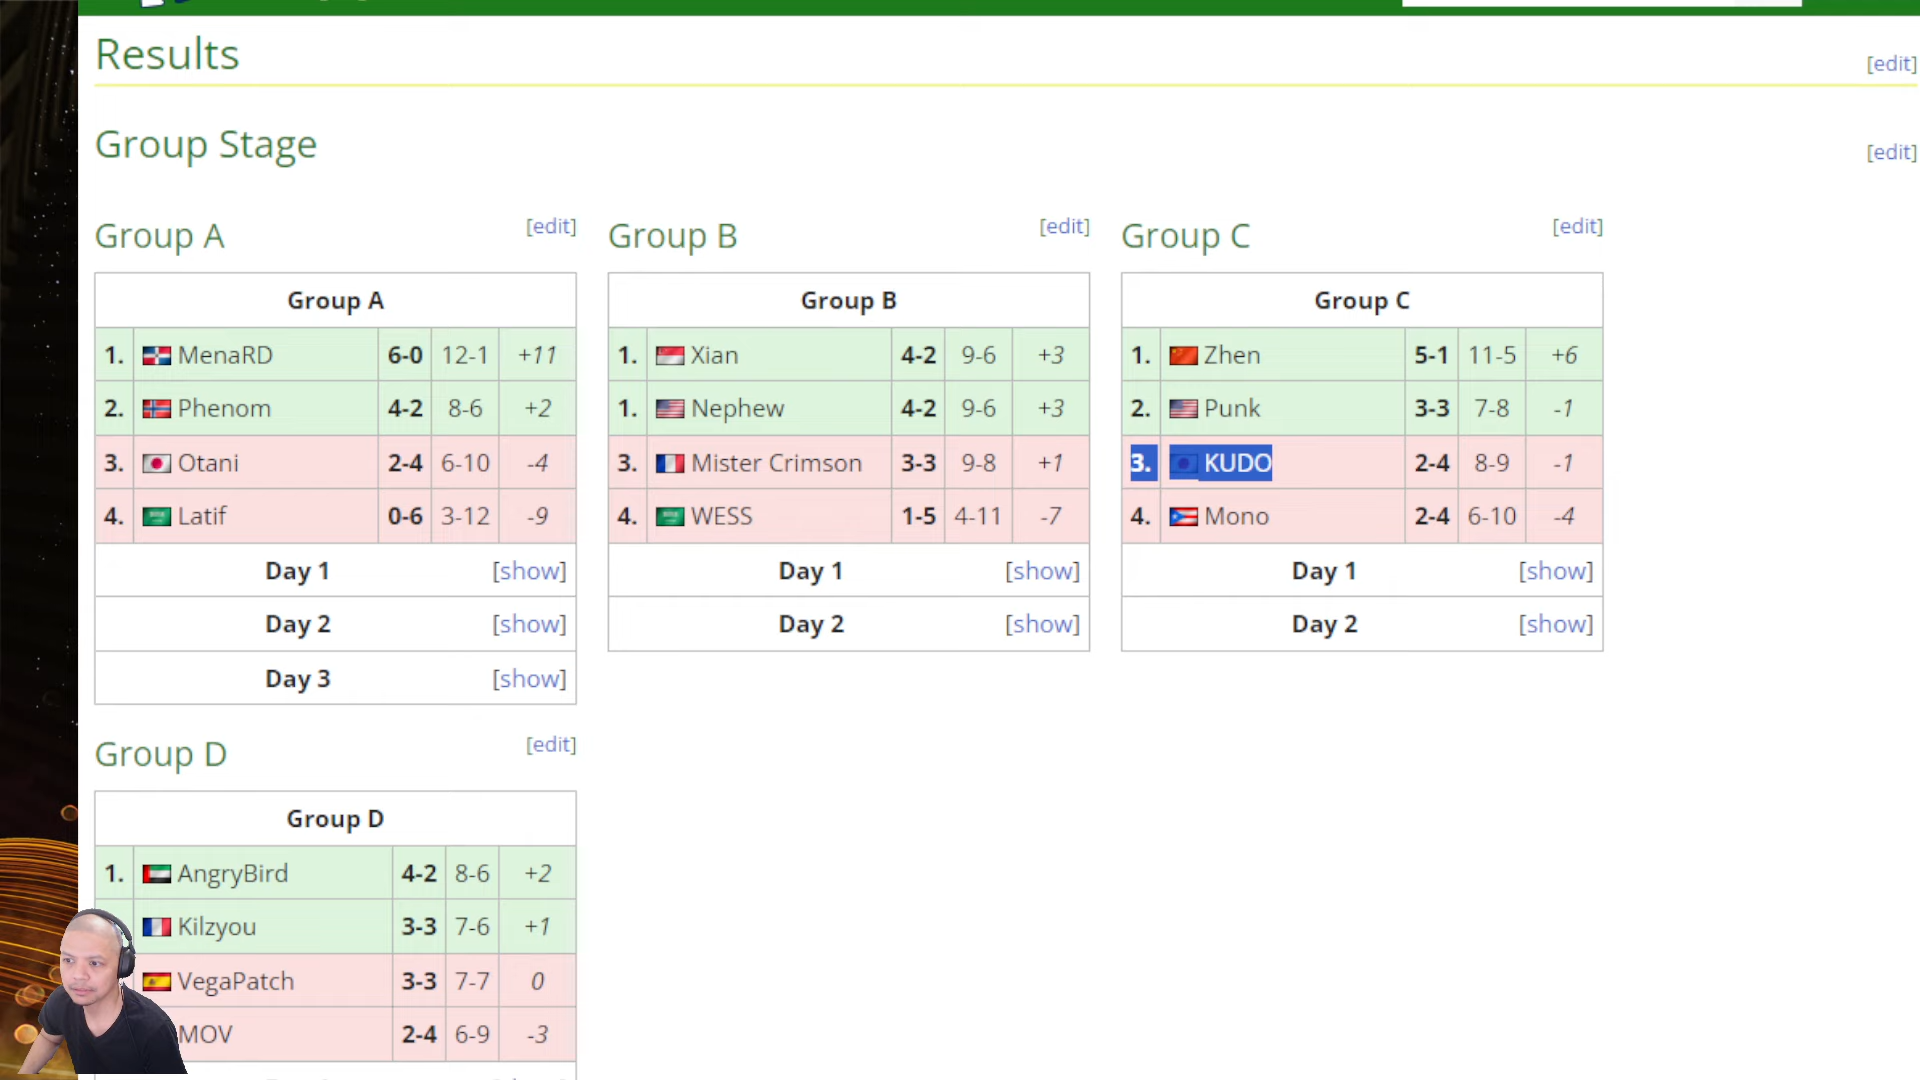 Results [edit]
Group Stage [edit]
Group A [edit]
Group A
1. MenaRD 6-0 12-1 +11
2. Phenom 4-2 8-6 +2
3. Otani 2-4 6-10 -4
4. Latif 0-6 3-12 -9
Day 1 [show]
Day 2 [show]
Day 3 [show]
Group B [edit]
Group B
1. Xian 4-2 9-6 +3
1. Nephew 4-2 9-6 +3
3. Mister Crimson 3-3 9-8 +1
4. WESS 1-5 4-11 -7
Day 1 [show]
Day 2 [show]
Group C [edit]
Group C
1. Zhen 5-1 11-5 +6
2. Punk 3-3 7-8 -1
3. KUDO 2-4 8-9 -1
4. Mono 2-4 6-10 -4
Day 1 [show]
Day 2 [show]
Group D [edit]
Group D
1. AngryBird 4-2 8-6 +2
Kilzyou 3-3 7-6 +1
VegaPatch 3-3 7-7 0
MOV 2-4 6-9 -3